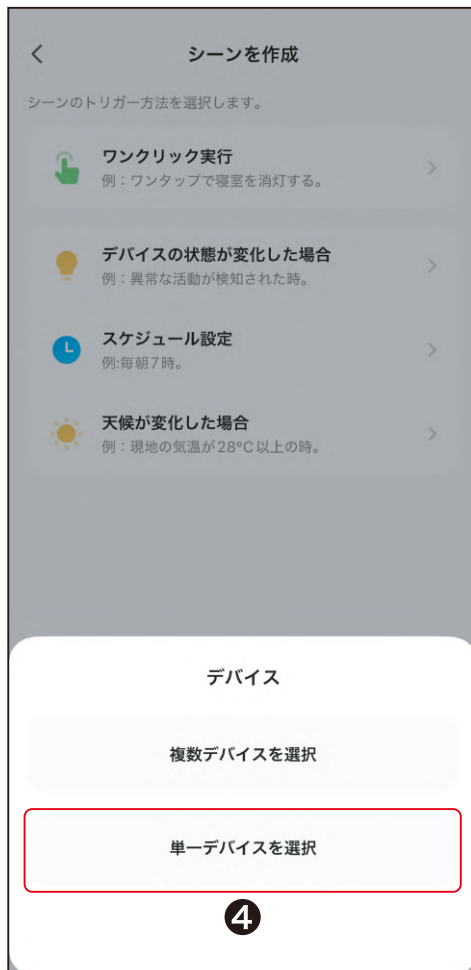 シーンを作成
シーンのトリガー方法を選択します。
ワンクリック実行
例：ワンタップで寝室を消灯する。
デバイスの状態が変化した場合
例：異常な活動が検知された時。
スケジュール設定
例:毎朝7時。
天候が変化した場合
例：現地の気温が28°C以上の時。
デバイス
複数デバイスを選択
単一デバイスを選択
❹